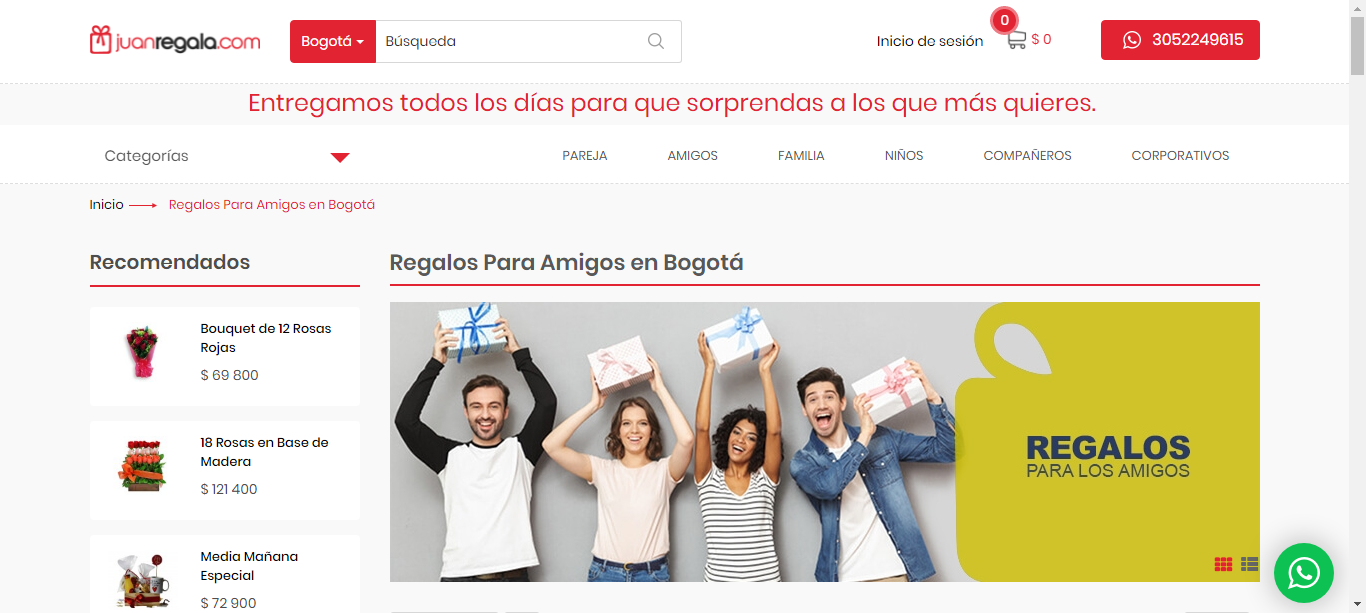 juanregala.com
Bogotá
Búsqueda
Inicio de sesión
0
$ 0
3052249615
Entregamos todos los días para que sorprendas a los que más quieres.
Categorías
PAREJA
AMIGOS
FAMILIA
NIÑOS
COMPAÑEROS
CORPORATIVOS
Inicio
Regalos Para Amigos en Bogotá
Recomendados
Bouquet de 12 Rosas
Rojas
$ 69 800
18 Rosas en Base de
Madera
$ 121 400
Media Mañana
Especial
$ 72 900
Regalos Para Amigos en Bogotá
REGALOS
PARA LOS AMIGOS